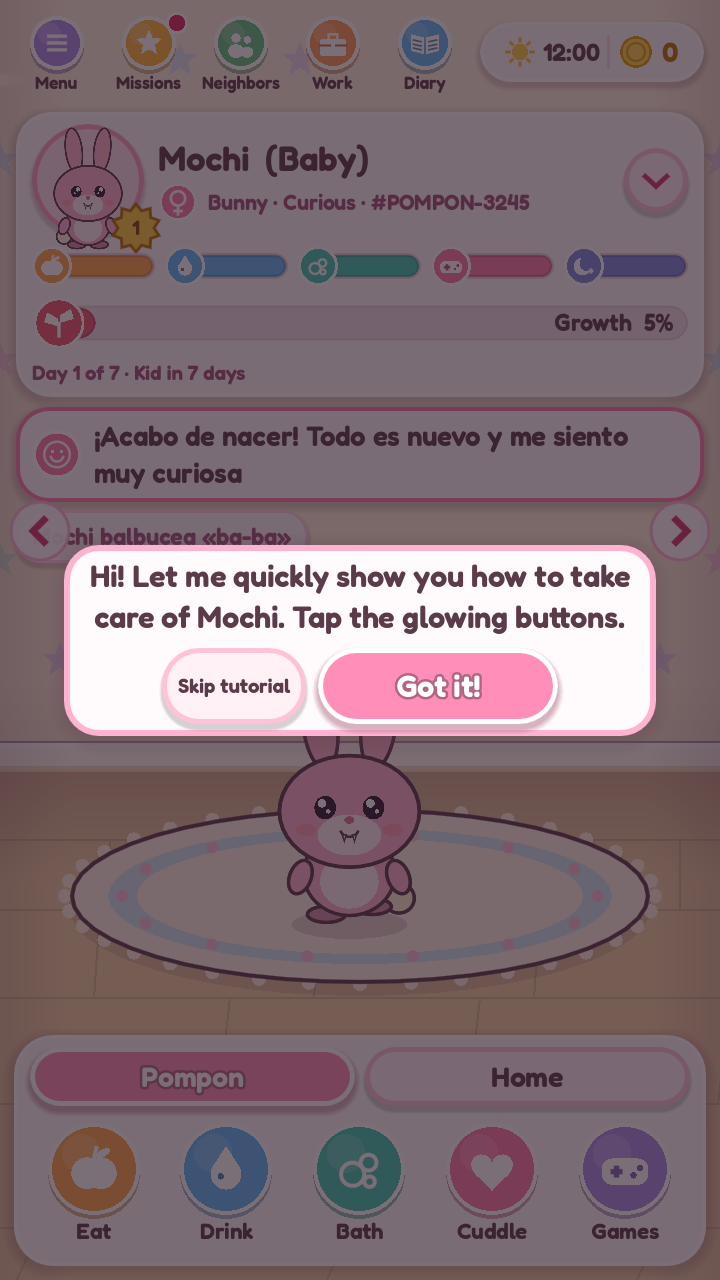 Menu
Missions
Neighbors
Work
Diary
12:00
0
Mochi (Baby)
Bunny · Curious · #POMPON-3245
1
Growth 5%
Day 1 of 7 · Kid in 7 days
¡Acabo de nacer! Todo es nuevo y me siento
muy curiosa
balbucea «ba-ba»
Hi! Let me quickly show you how to take
care of Mochi. Tap the glowing buttons.
Skip tutorial
Got it!
Pompon
Home
Eat
Drink
Bath
Cuddle
Games